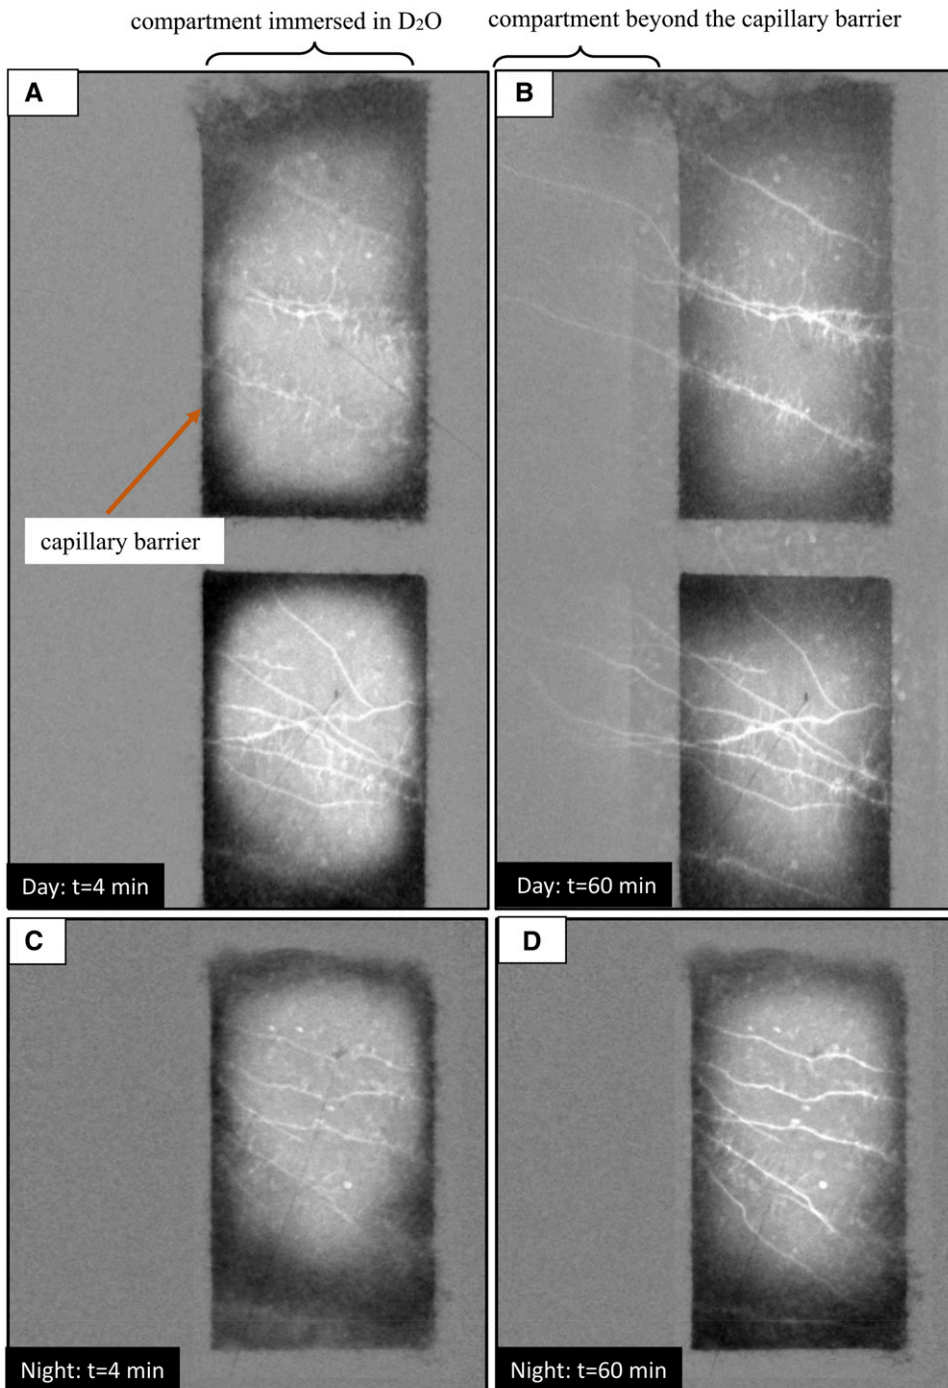 compartment immersed in D₂O
compartment beyond the capillary barrier
A
B
capillary barrier
Day: t=4 min
Day: t=60 min
C
D
Night: t=4 min
Night: t=60 min